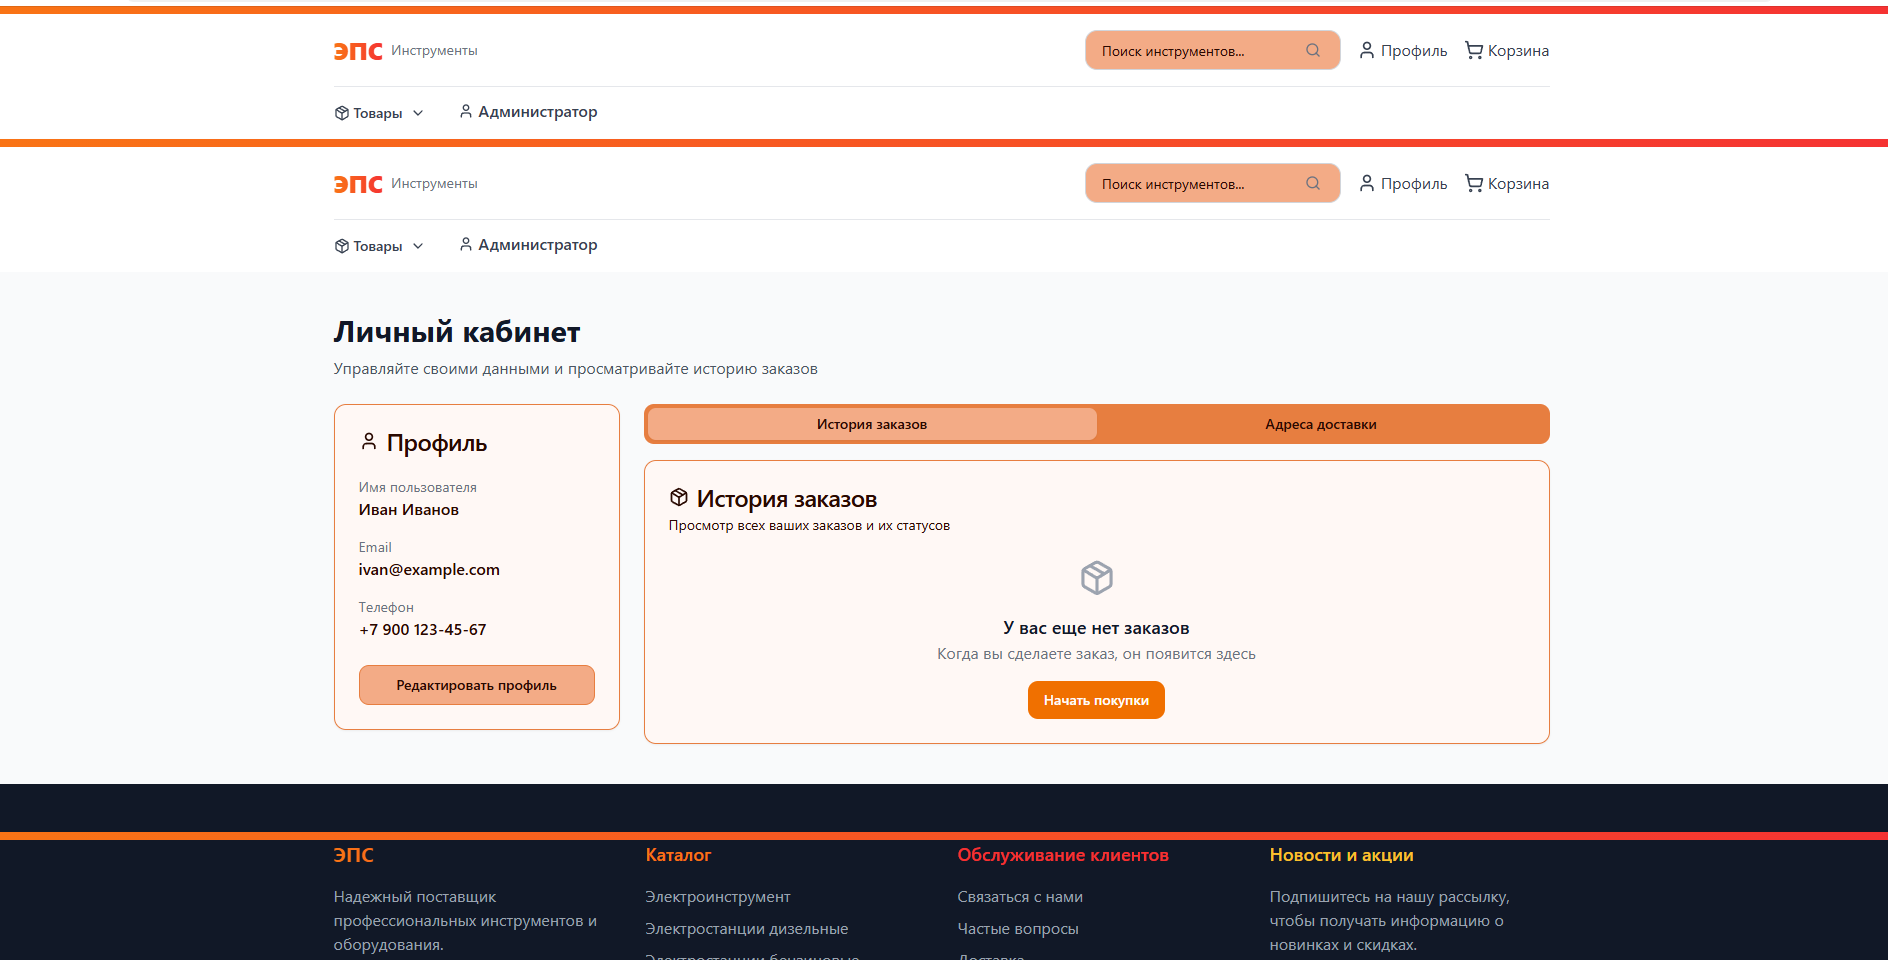 ЭПС Инструменты
Поиск инструментов...
Профиль
Корзина
Товары
Администратор
ЭПС Инструменты
Поиск инструментов...
Профиль
Корзина
Товары
Администратор
Личный кабинет
Управляйте своими данными и просматривайте историю заказов
Профиль
Имя пользователя
Иван Иванов
Email
ivan@example.com
Телефон
+7 900 123-45-67
Редактировать профиль
История заказов
Адреса доставки
История заказов
Просмотр всех ваших заказов и их статусов
У вас еще нет заказов
Когда вы сделаете заказ, он появится здесь
Начать покупки
ЭПС
Надежный поставщик
профессиональных инструментов и
оборудования.
Каталог
Электроинструмент
Электростанции дизельные
Электростанции бензиновые
Обслуживание клиентов
Связаться с нами
Частые вопросы
Доставка
Новости и акции
Подпишитесь на нашу рассылку,
чтобы получать информацию о
новинках и скидках.